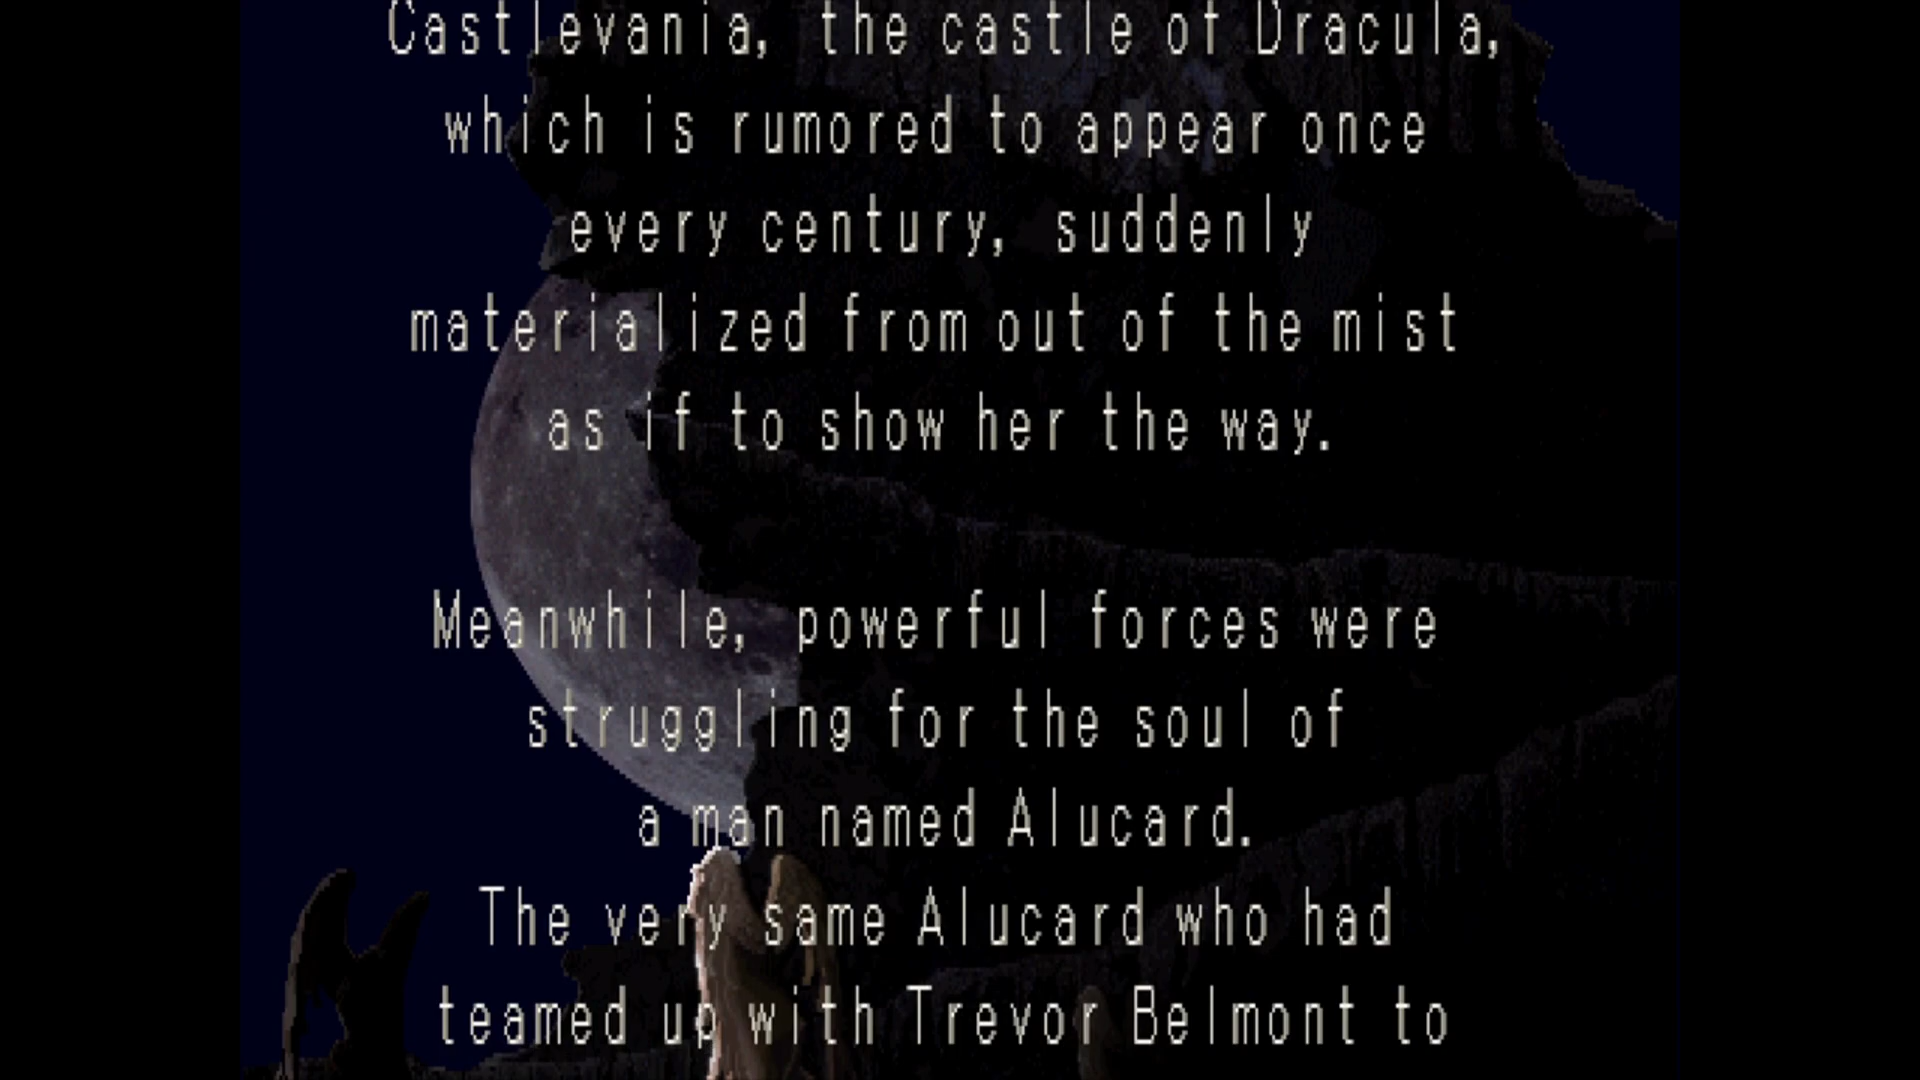 Castlevania, the castle of Dracula,
which is rumored to appear once
every century, suddenly
materialized from out of the mist
as if to show her the way.
Meanwhile, powerful forces were
struggling for the soul of
a man named Alucard.
The very same Alucard who had
teamed up with Trevor Belmont to